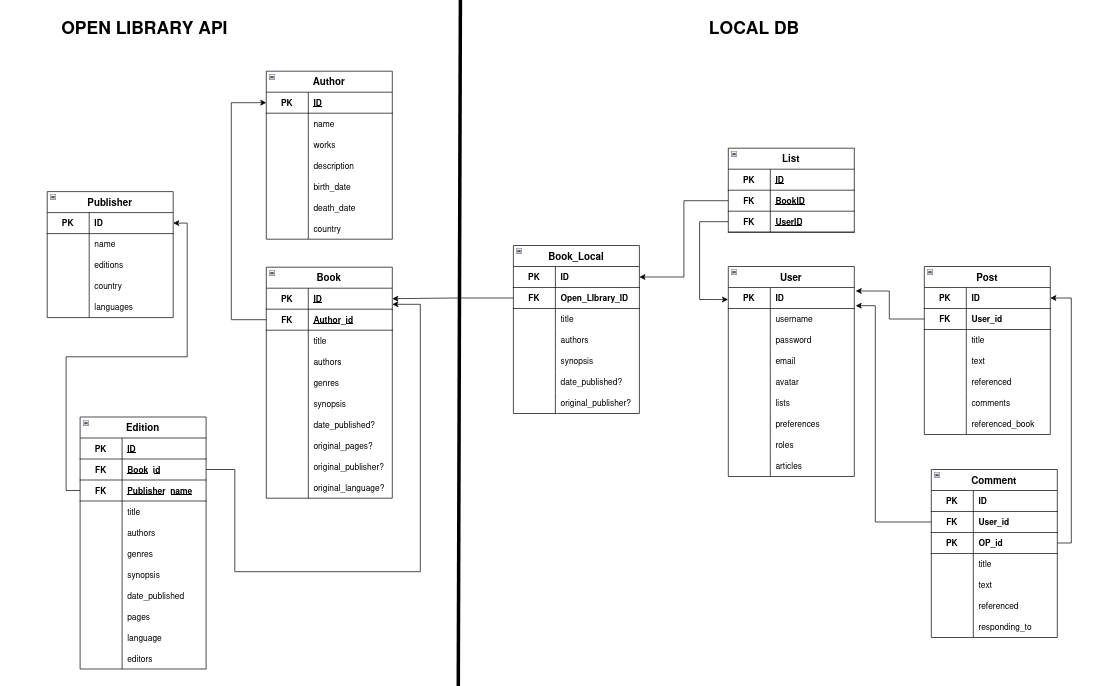 OPEN LIBRARY API
LOCAL DB
Author
PK ID
name
works
description
birth_date
death_date
country
Publisher
PK ID
name
editions
country
languages
Book
PK ID
FK Author_id
title
authors
genres
synopsis
date_published?
original_pages?
original_publisher?
original_language?
Edition
PK ID
FK Book_id
FK Publisher_name
title
authors
genres
synopsis
date_published
pages
language
editors
Book_Local
PK ID
FK Open_LIbrary_ID
title
authors
synopsis
date_published?
original_publisher?
List
PK ID
FK BookID
FK UserID
User
PK ID
username
password
email
avatar
lists
preferences
roles
articles
Post
PK ID
FK User_id
title
text
referenced
comments
referenced_book
Comment
PK ID
FK User_id
PK OP_id
title
text
referenced
responding_to